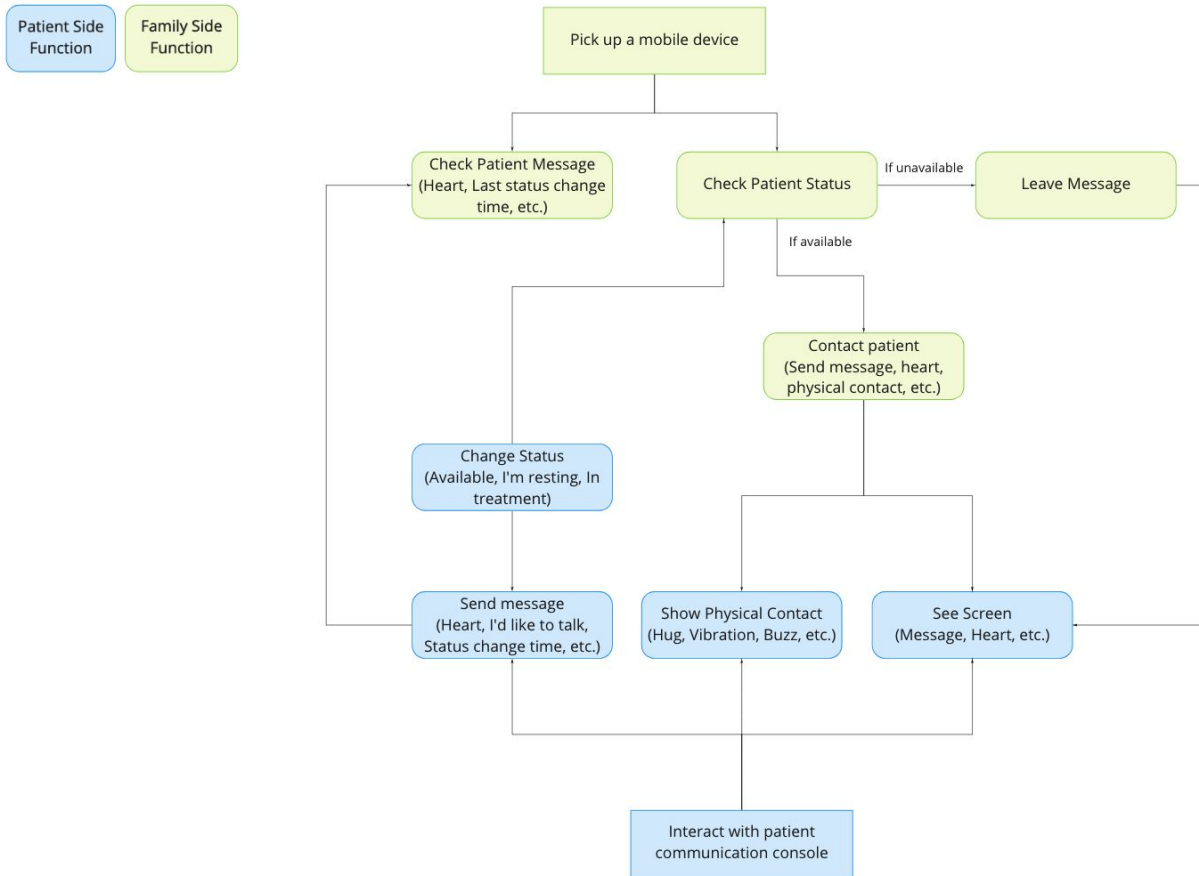 Patient Side
Function
Family Side
Function
Pick up a mobile device
Check Patient Message
(Heart, Last status change
time, etc.)
Check Patient Status
If unavailable
Leave Message
If available
Contact patient
(Send message, heart,
physical contact, etc.)
Change Status
(Available, I'm resting, In
treatment)
Send message
(Heart, I'd like to talk,
Status change time, etc.)
Show Physical Contact
(Hug, Vibration, Buzz, etc.)
See Screen
(Message, Heart, etc.)
Interact with patient
communication console